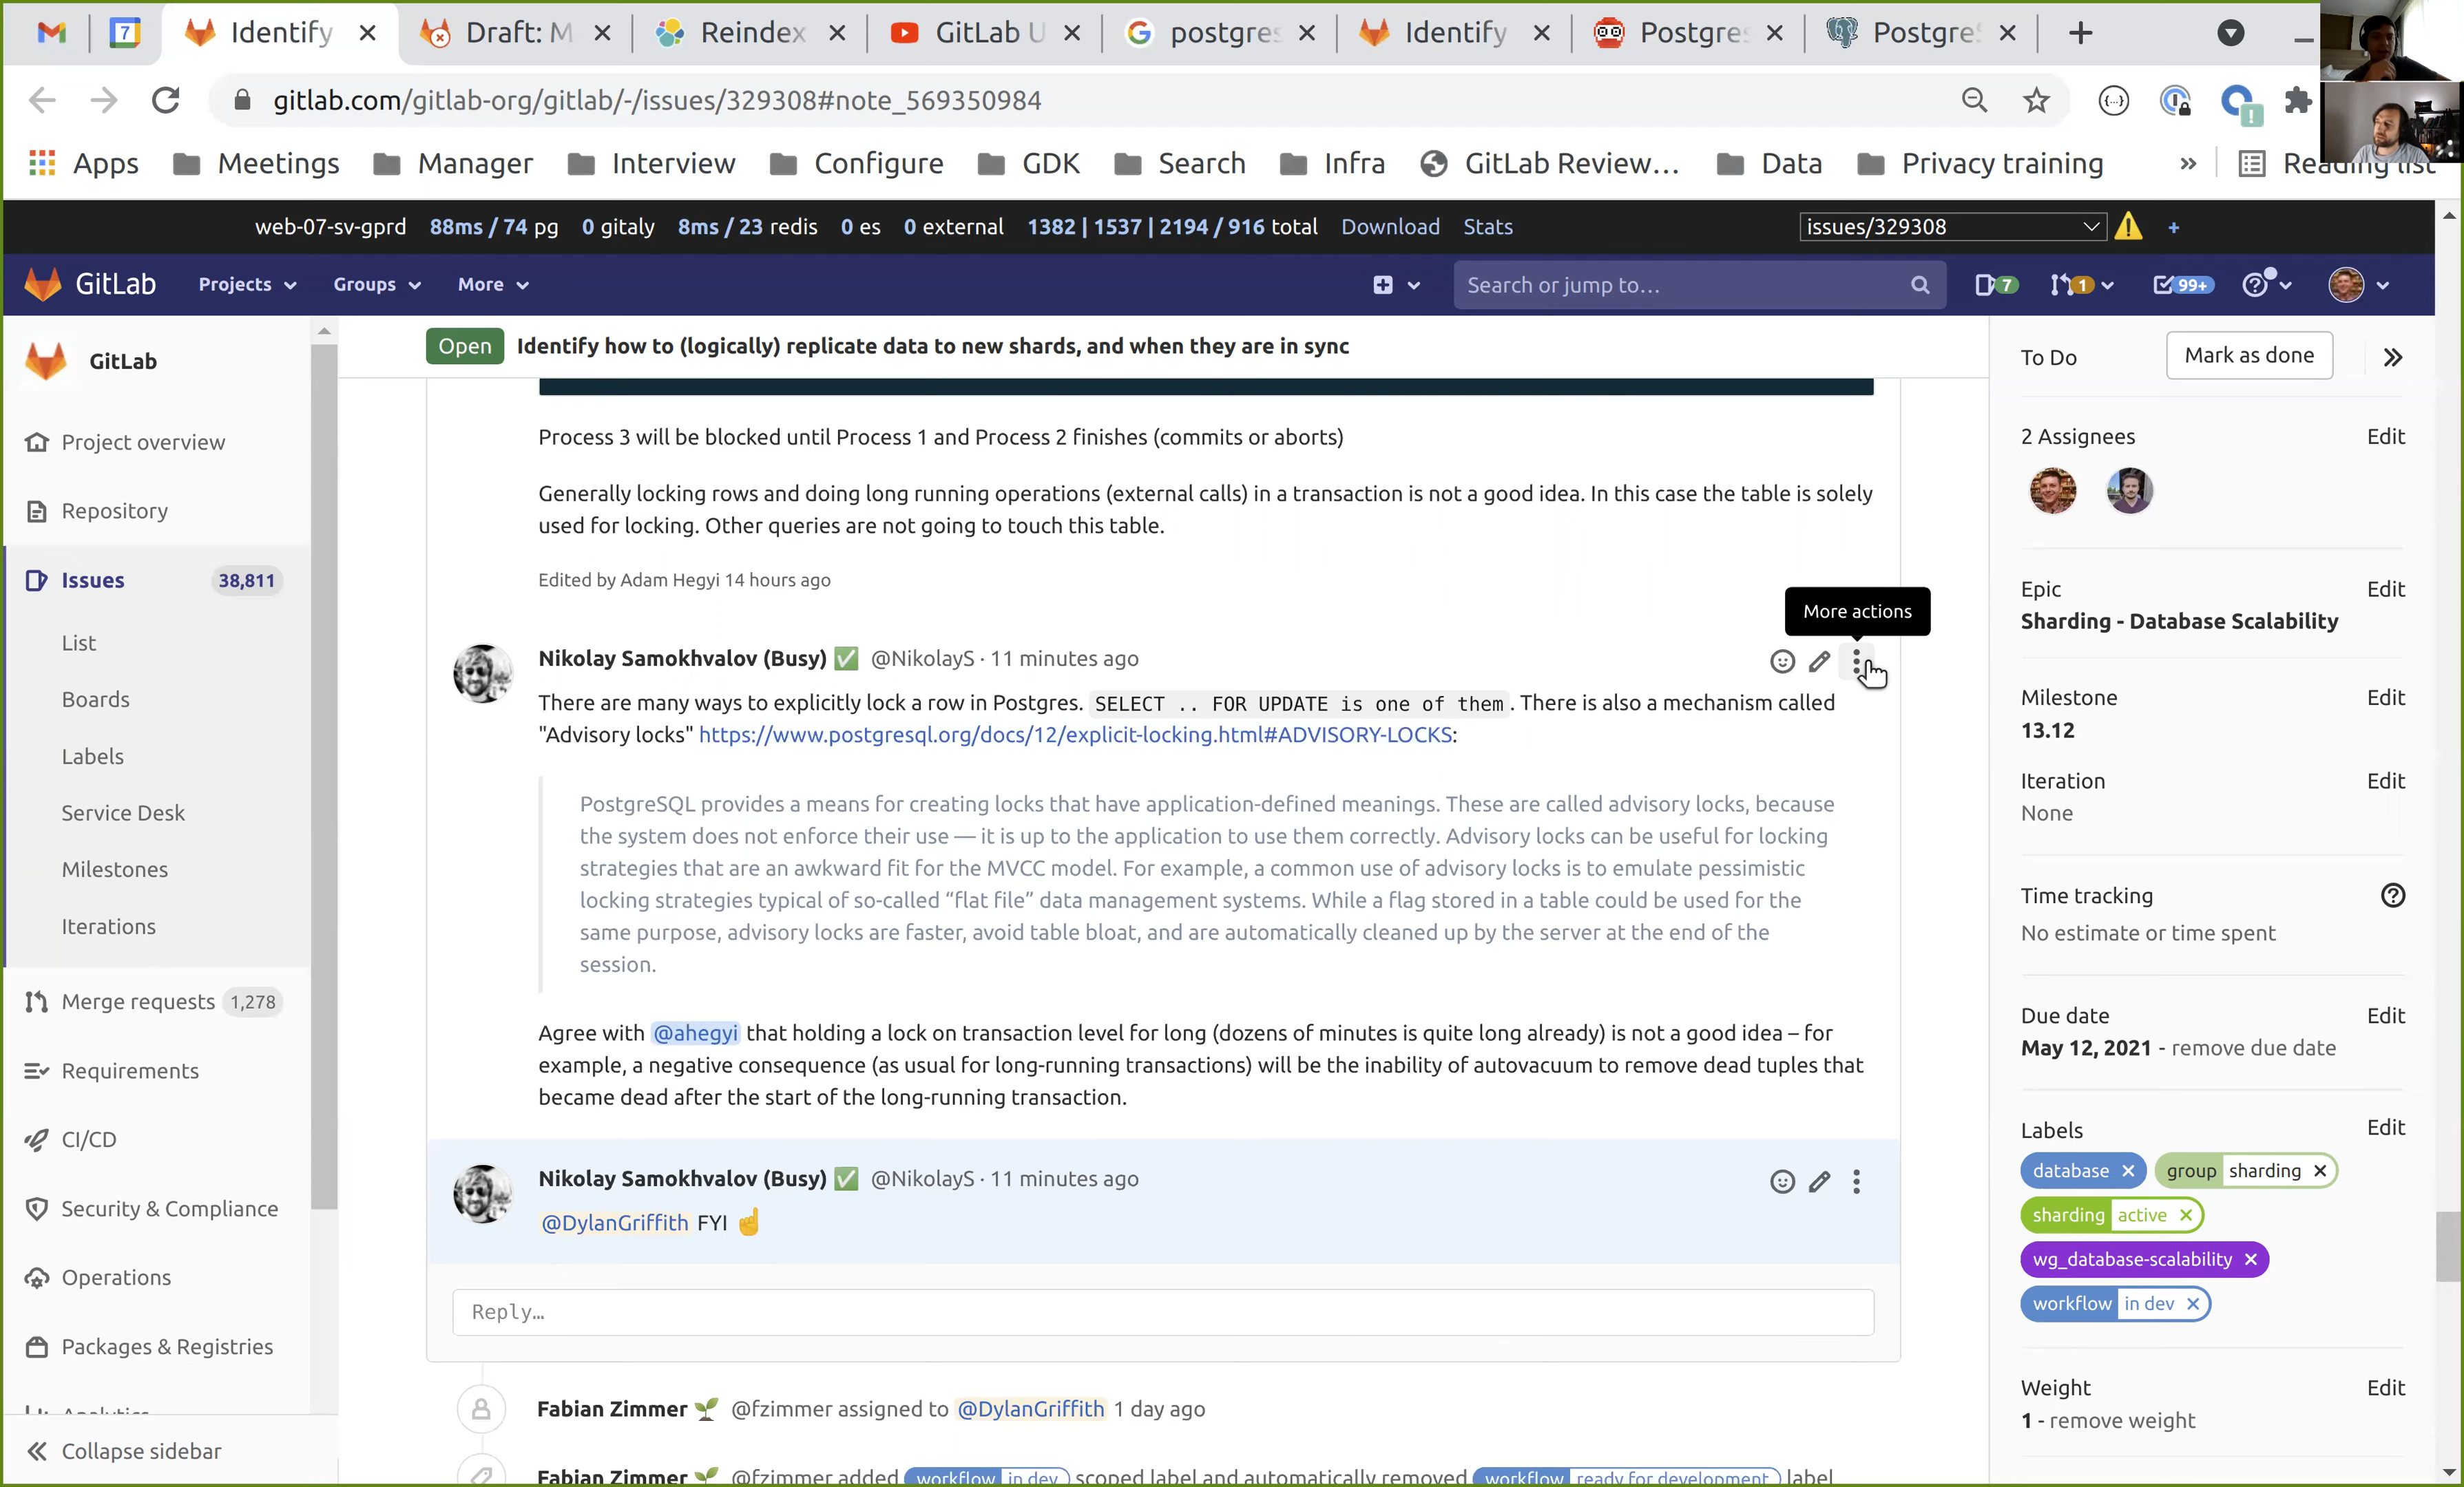 7 Identify Draft: M Reindex GitLab U postgres Identify Postgres PostgreS
gitlab.com/gitlab-org/gitlab/-/issues/329308#note_569350984
Apps Meetings Manager Interview Configure GDK Search Infra GitLab Review... Data Privacy training » Reading list
web-07-sv-gprd 88ms / 74 pg 0 gitaly 8ms / 23 redis 0 es 0 external 1382 | 1537 | 2194 / 916 total Download Stats issues/329308 +
GitLab Projects Groups More Search or jump to... 7 1 99+
GitLab
Project overview
Repository
Issues 38,811
List
Boards
Labels
Service Desk
Milestones
Iterations
Merge requests 1,278
Requirements
CI/CD
Security & Compliance
Operations
Packages & Registries
Analytics
Collapse sidebar
Open Identify how to (logically) replicate data to new shards, and when they are in sync
Process 3 will be blocked until Process 1 and Process 2 finishes (commits or aborts)
Generally locking rows and doing long running operations (external calls) in a transaction is not a good idea. In this case the table is solely
used for locking. Other queries are not going to touch this table.
Edited by Adam Hegyi 14 hours ago
More actions
Nikolay Samokhvalov (Busy) ✅ @NikolayS · 11 minutes ago
There are many ways to explicitly lock a row in Postgres. SELECT .. FOR UPDATE is one of them. There is also a mechanism called
"Advisory locks" https://www.postgresql.org/docs/12/explicit-locking.html#ADVISORY-LOCKS:
PostgreSQL provides a means for creating locks that have application-defined meanings. These are called advisory locks, because
the system does not enforce their use — it is up to the application to use them correctly. Advisory locks can be useful for locking
strategies that are an awkward fit for the MVCC model. For example, a common use of advisory locks is to emulate pessimistic
locking strategies typical of so-called “flat file” data management systems. While a flag stored in a table could be used for the
same purpose, advisory locks are faster, avoid table bloat, and are automatically cleaned up by the server at the end of the
session.
Agree with @ahegyi that holding a lock on transaction level for long (dozens of minutes is quite long already) is not a good idea – for
example, a negative consequence (as usual for long-running transactions) will be the inability of autovacuum to remove dead tuples that
became dead after the start of the long-running transaction.
Nikolay Samokhvalov (Busy) ✅ @NikolayS · 11 minutes ago
@DylanGriffith FYI ☝
Reply…
Fabian Zimmer 🌱 @fzimmer assigned to @DylanGriffith 1 day ago
Fabian Zimmer 🌱 @fzimmer added workflow in dev scoped label and automatically removed workflow ready for development label
To Do Mark as done »
2 Assignees Edit
Epic Edit
Sharding - Database Scalability
Milestone Edit
13.12
Iteration Edit
None
Time tracking
No estimate or time spent
Due date Edit
May 12, 2021 - remove due date
Labels Edit
database group sharding
sharding active
wg_database-scalability
workflow in dev
Weight Edit
1 - remove weight